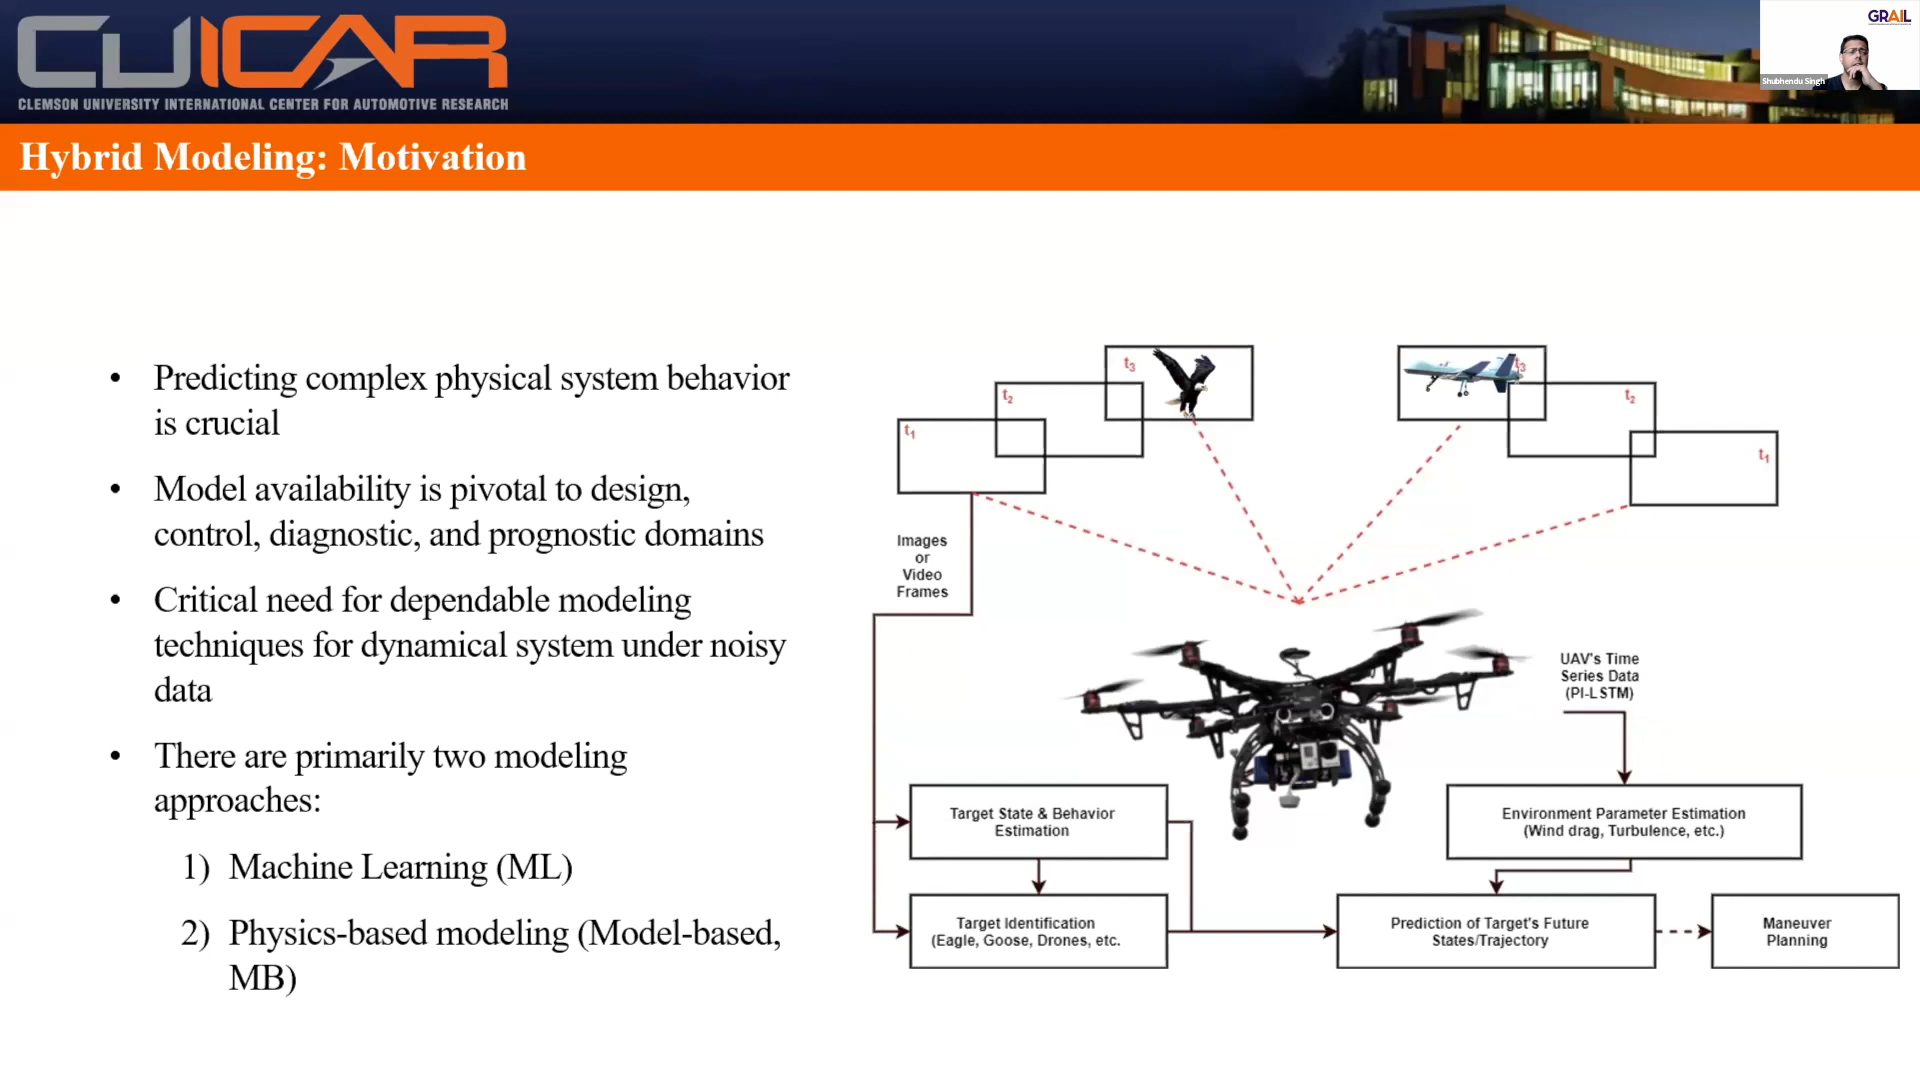 CUICAR
CLEMSON UNIVERSITY INTERNATIONAL CENTER FOR AUTOMOTIVE RESEARCH
GRAIL
Shubhendu Singh
Hybrid Modeling: Motivation
• Predicting complex physical system behavior
is crucial
• Model availability is pivotal to design,
control, diagnostic, and prognostic domains
• Critical need for dependable modeling
techniques for dynamical system under noisy
data
• There are primarily two modeling
approaches:
1) Machine Learning (ML)
2) Physics-based modeling (Model-based,
MB)
t3
t2
t1
t3
t2
t1
Images
or
Video
Frames
UAV's Time
Series Data
(PI-LSTM)
Target State & Behavior
Estimation
Environment Parameter Estimation
(Wind drag, Turbulence, etc.)
Target Identification
(Eagle, Goose, Drones, etc.
Prediction of Target's Future
States/Trajectory
Maneuver
Planning